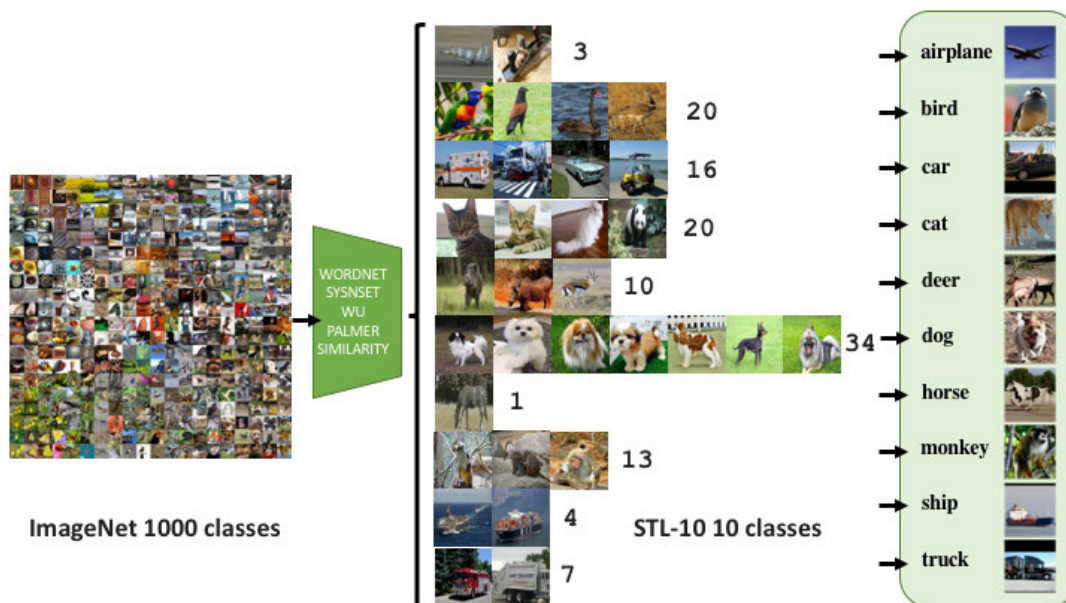 3
airplane
20
bird
16
car
20
cat
WORDNET
SYSNSET
WU
PALMER
SIMILARITY
10
deer
34
dog
1
horse
13
monkey
4
ship
ImageNet 1000 classes
STL-10 10 classes
7
truck